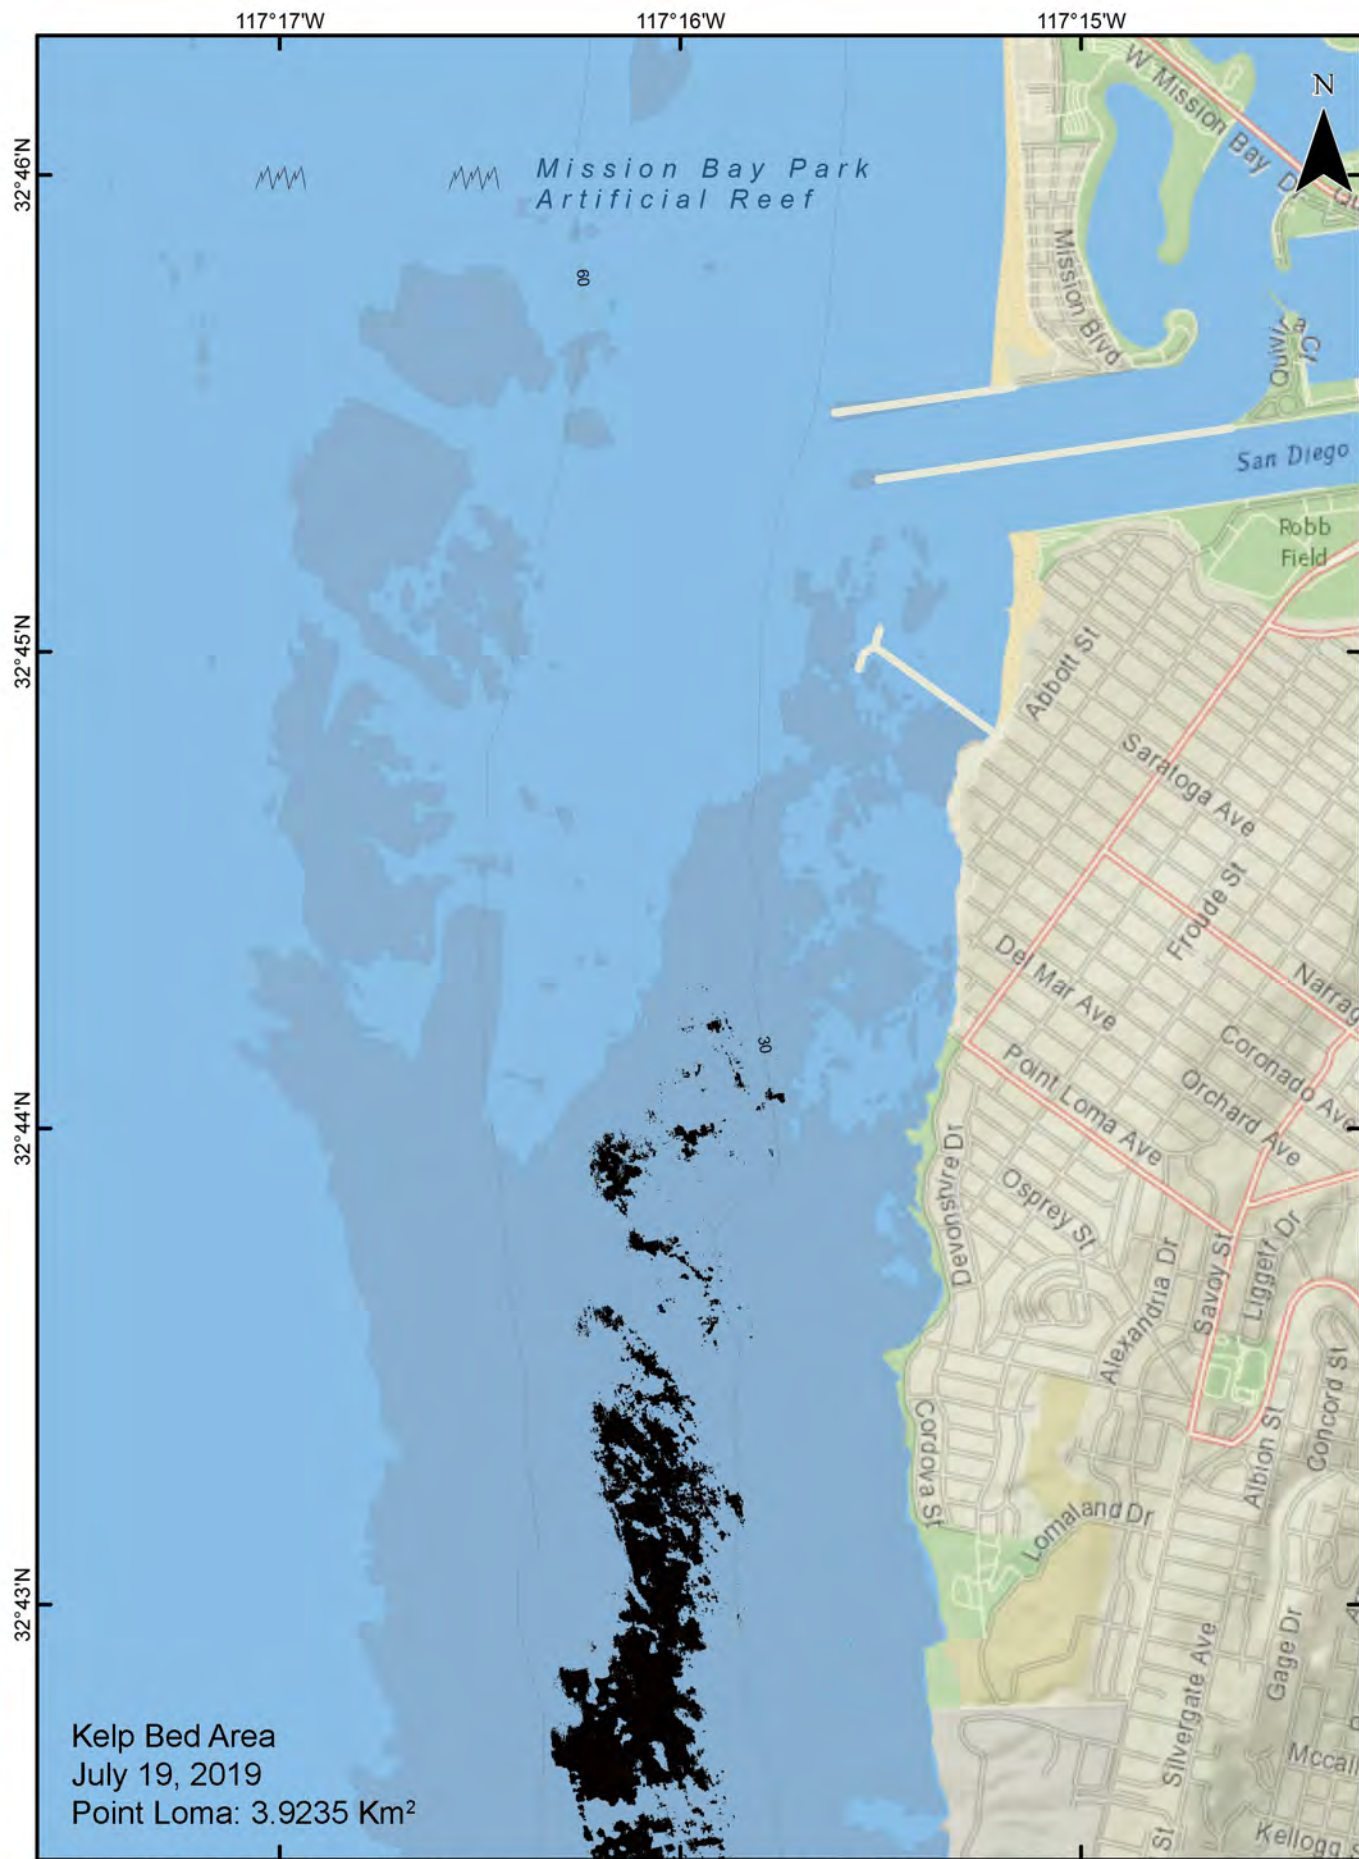 117°17'W
117°16'W
117°15'W
N
32°46'N
32°45'N
32°44'N
32°43'N
Mission Bay Park
Artificial Reef
60
30
W Mission Bay Dr
Mission Blvd
San Diego
Robb
Field
Abbott St
Saratoga Ave
Froude St
Del Mar Ave
Narrag
Coronado Ave
Orchard Ave
Point Loma Ave
Devonshire Dr
Osprey St
Alexandria Dr
Savoy St
Liggett Dr
Cordova St
Albion St
Concord St
Lomaland Dr
Silvergate Ave
Gage Dr
Mccall
Kellogg
St
Kelp Bed Area
July 19, 2019
Point Loma: 3.9235 Km²